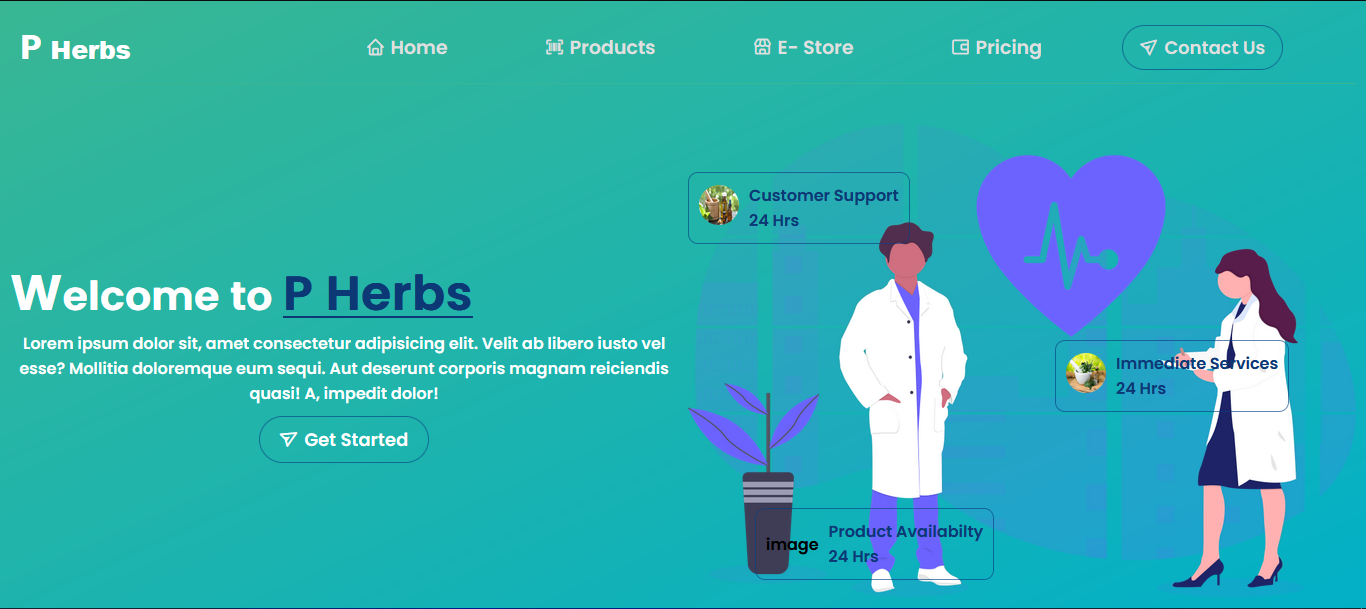 P Herbs
Home
Products
E- Store
Pricing
Contact Us
Welcome to P Herbs
Lorem ipsum dolor sit, amet consectetur adipisicing elit. Velit ab libero iusto vel
esse? Mollitia doloremque eum sequi. Aut deserunt corporis magnam reiciendis
quasi! A, impedit dolor!
Get Started
Customer Support
24 Hrs
Immediate Services
24 Hrs
image
Product Availabilty
24 Hrs